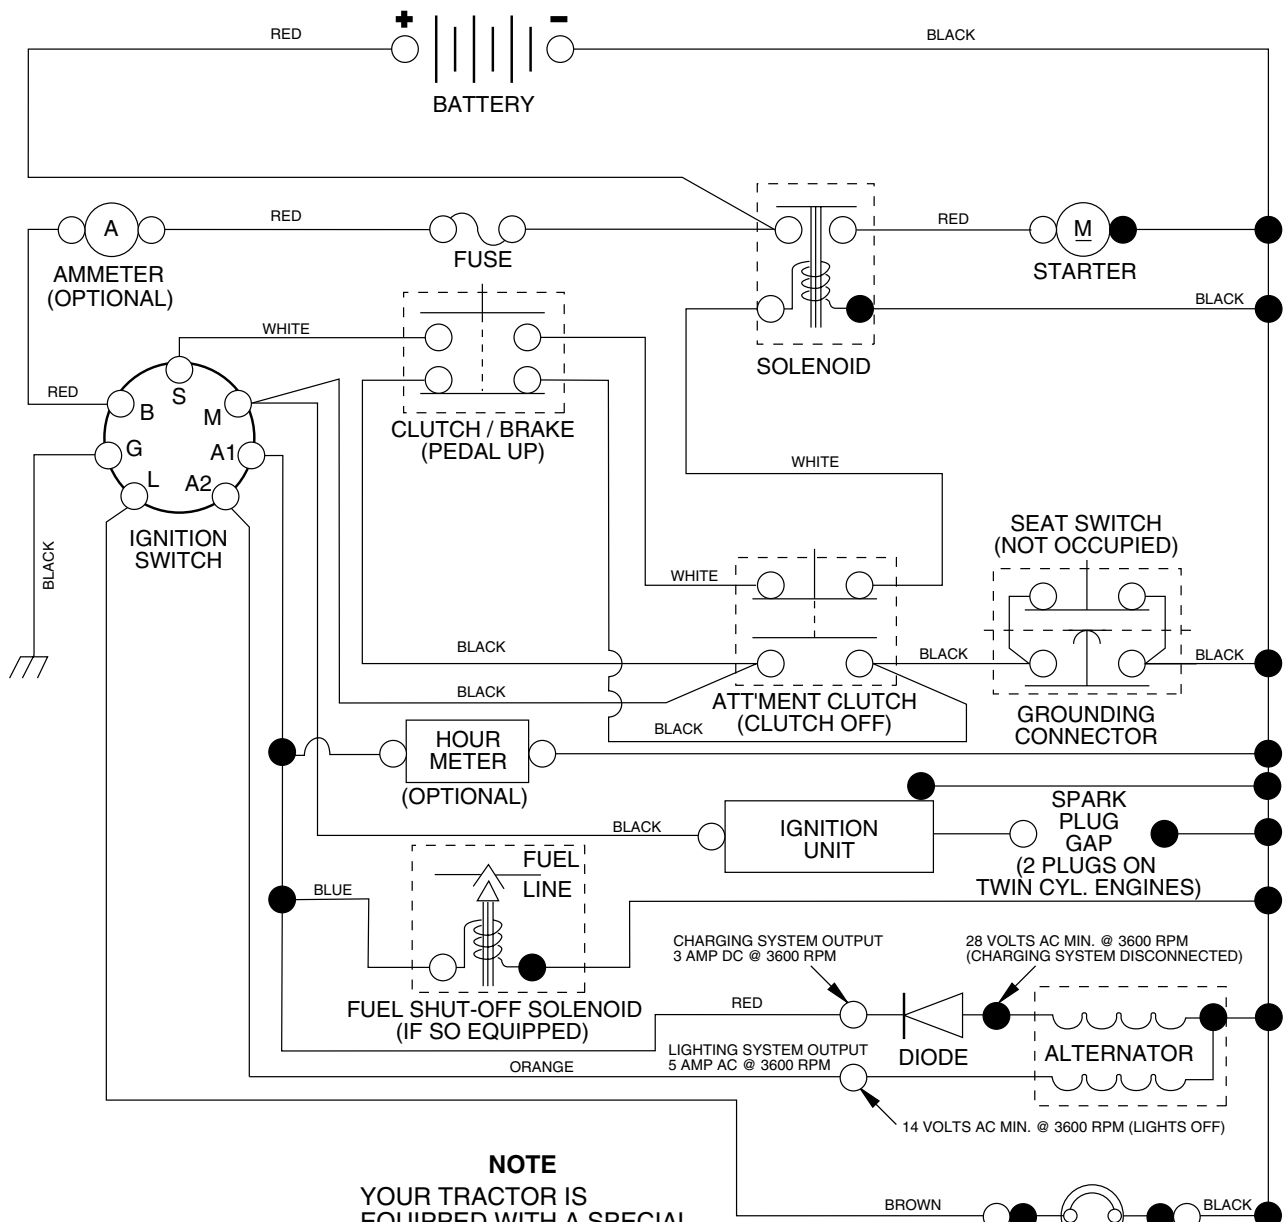 +
−
RED
BLACK
BATTERY
A
RED
RED
M
AMMETER
(OPTIONAL)
FUSE
STARTER
BLACK
WHITE
SOLENOID
RED
S
B
M
CLUTCH / BRAKE
(PEDAL UP)
G
A1
L
A2
WHITE
IGNITION
SWITCH
BLACK
SEAT SWITCH
(NOT OCCUPIED)
WHITE
BLACK
BLACK
BLACK
BLACK
ATT'MENT CLUTCH
(CLUTCH OFF)
GROUNDING
CONNECTOR
BLACK
HOUR
METER
(OPTIONAL)
BLACK
IGNITION
UNIT
SPARK
PLUG
GAP
(2 PLUGS ON
TWIN CYL. ENGINES)
FUEL
LINE
BLUE
CHARGING SYSTEM OUTPUT
3 AMP DC @ 3600 RPM
28 VOLTS AC MIN. @ 3600 RPM
(CHARGING SYSTEM DISCONNECTED)
FUEL SHUT-OFF SOLENOID
(IF SO EQUIPPED)
RED
DIODE
ALTERNATOR
LIGHTING SYSTEM OUTPUT
5 AMP AC @ 3600 RPM
ORANGE
14 VOLTS AC MIN. @ 3600 RPM (LIGHTS OFF)
NOTE
YOUR TRACTOR IS
EQUIPPED WITH A SPECIAL
BROWN
BLACK